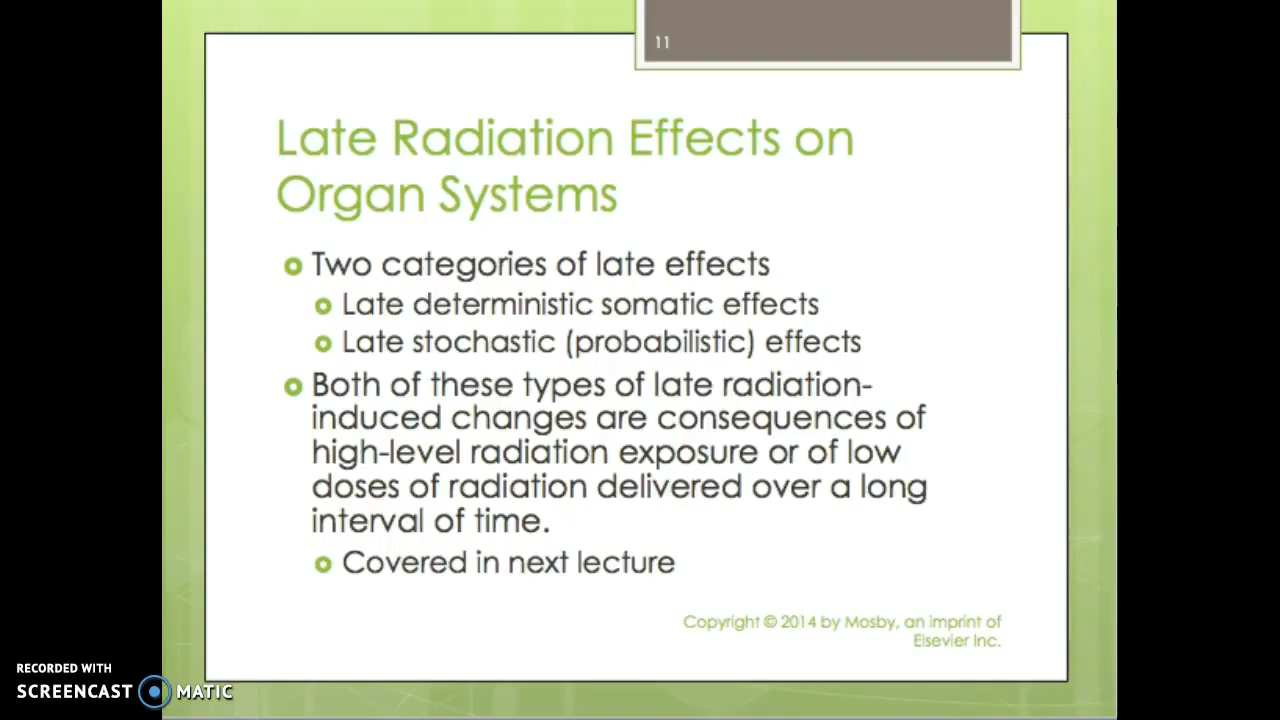 11
Late Radiation Effects on
Organ Systems
Two categories of late effects
Late deterministic somatic effects
Late stochastic (probabilistic) effects
Both of these types of late radiation-
induced changes are consequences of
high-level radiation exposure or of low
doses of radiation delivered over a long
interval of time.
Covered in next lecture
Copyright © 2014 by Mosby, an imprint of
Elsevier Inc.
RECORDED WITH
SCREENCAST MATIC